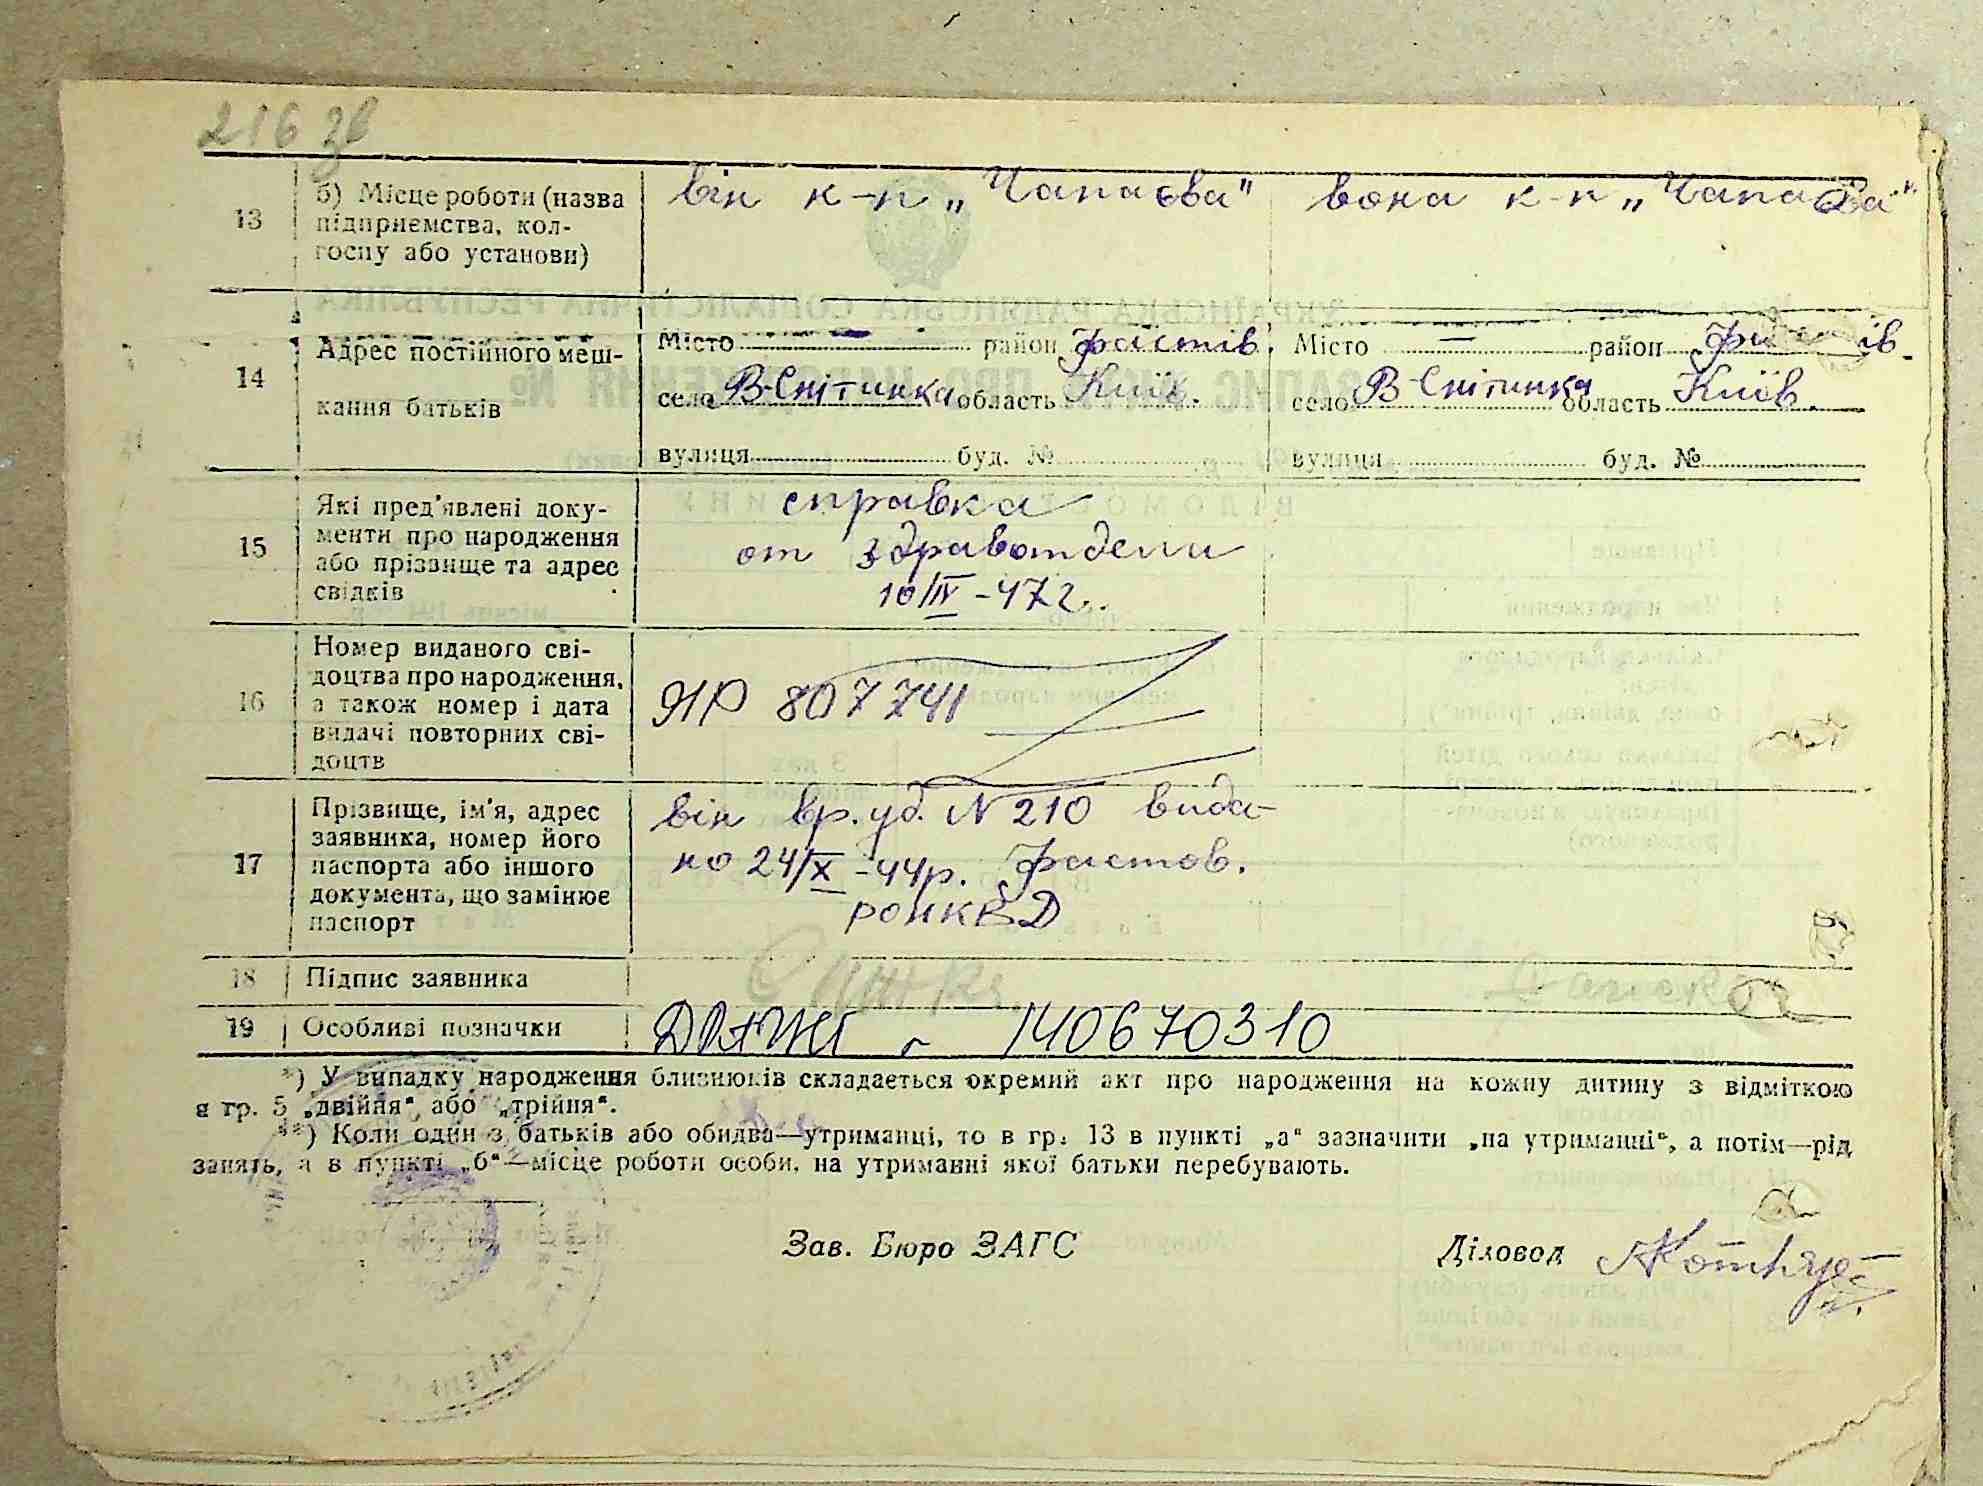 216 зв
13 б) Місце роботи (назва підприємства, колгоспу або установи)
він к-п „Чапаєва" вона к-п „Чапаєва"
14 Адрес постійного мешкання батьків
Місто — район Фастів. Місто — район Фастів.
село В-Снітинка область Київ. село В-Снітинка область Київ.
вулиця буд. № вулиця буд. №
15 Які пред'явлені документи про народження або прізвище та адрес свідків
справка
от здравотдела
10/IV-47 г.
16 Номер виданого свідоцтва про народження, а також номер і дата видачі повторних свідоцтв
ЯР 807741
17 Прізвище, ім'я, адрес заявника, номер його паспорта або іншого документа, що замінює паспорт
він вр. уд. N 210 вида-
но 24/X-44р. Фастов.
РОНКВД
18 Підпис заявника
19 Особливі позначки
140670310
*) У випадку народження близнюків складається окремий акт про народження на кожну дитину з відміткою
в гр. 5 „двійня" або „трійня".
**) Коли один з батьків або обидва—утриманці, то в гр. 13 в пункті „а" зазначити „на утриманні", а потім—рід
занять, а в пункті „б"—місце роботи особи, на утриманні якої батьки перебувають.
Зав. Бюро ЗАГС Діловод